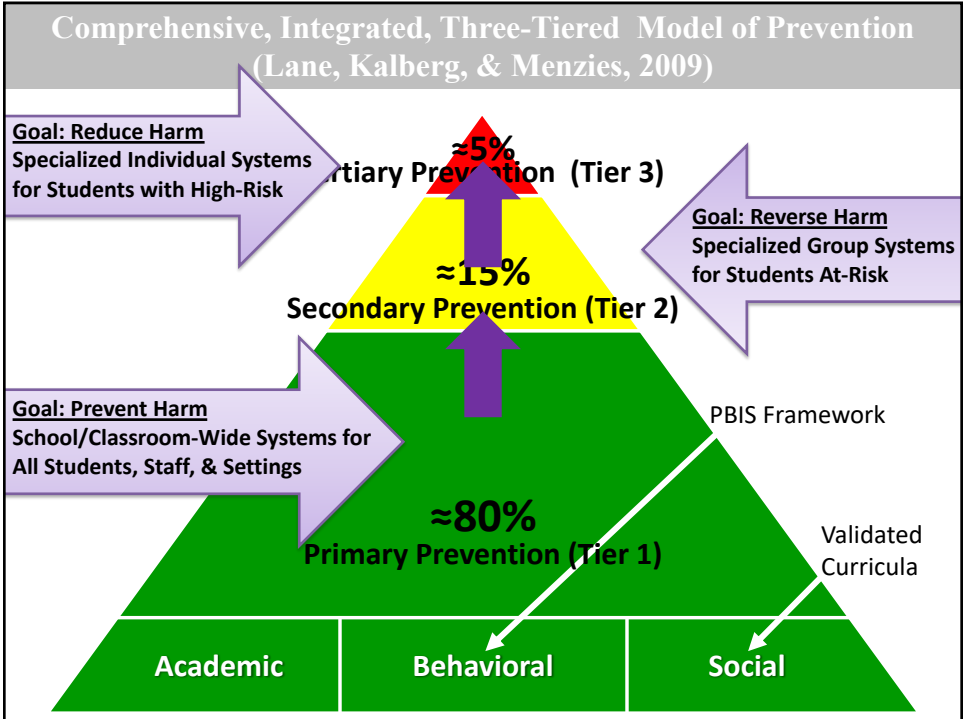 Comprehensive, Integrated, Three-Tiered Model of Prevention
(Lane, Kalberg, & Menzies, 2009)
Goal: Reduce Harm
Specialized Individual Systems
for Students with High-Risk
≈5%
rtiary Prevention (Tier 3)
Goal: Reverse Harm
Specialized Group Systems
for Students At-Risk
≈15%
Secondary Prevention (Tier 2)
Goal: Prevent Harm
School/Classroom-Wide Systems for
All Students, Staff, & Settings
PBIS Framework
≈80%
Primary Prevention (Tier 1)
Validated
Curricula
Academic
Behavioral
Social